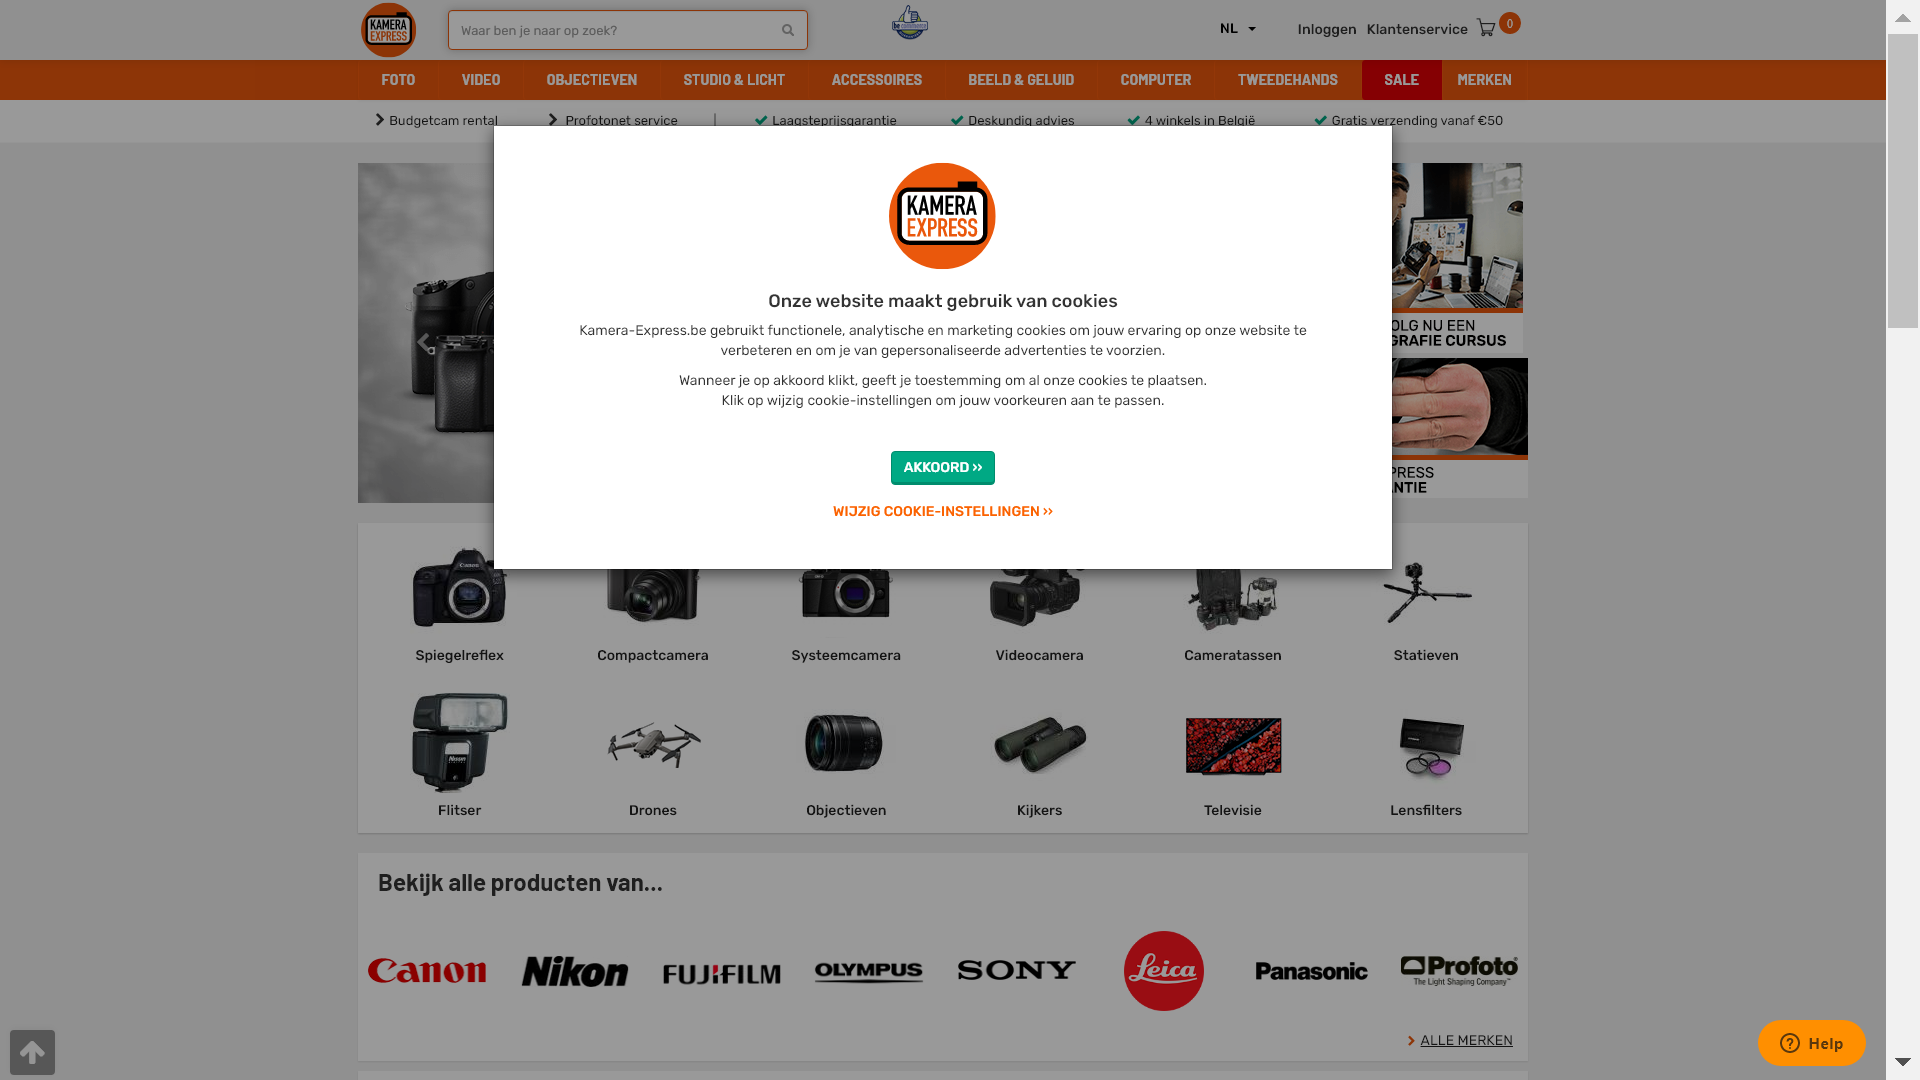 KAMERA
EXPRESS
Waar ben je naar op zoek?
NL
Inloggen
Klantenservice
0
FOTO
VIDEO
OBJECTIEVEN
STUDIO & LICHT
ACCESSOIRES
BEELD & GELUID
COMPUTER
TWEEDEHANDS
SALE
MERKEN
Budgetcam rental
Profotonet service
Laagsteprijsgarantie
Deskundig advies
4 winkels in België
Gratis verzending vanaf €50
KAMERA
EXPRESS
Onze website maakt gebruik van cookies
Kamera-Express.be gebruikt functionele, analytische en marketing cookies om jouw ervaring op onze website te
verbeteren en om je van gepersonaliseerde advertenties te voorzien.
Wanneer je op akkoord klikt, geeft je toestemming om al onze cookies te plaatsen.
Klik op wijzig cookie-instellingen om jouw voorkeuren aan te passen.
AKKOORD ››
WIJZIG COOKIE-INSTELLINGEN ››
OLG NU EEN
GRAFIE CURSUS
PRESS
NTIE
Canon
Spiegelreflex
Compactcamera
Systeemcamera
Videocamera
Cameratassen
Statieven
Nissin
Flitser
Drones
Objectieven
Kijkers
Televisie
Lensfilters
Bekijk alle producten van...
Canon
Nikon
FUJIFILM
OLYMPUS
SONY
Leica
Panasonic
Profoto
The Light Shaping Company™
ALLE MERKEN
Help